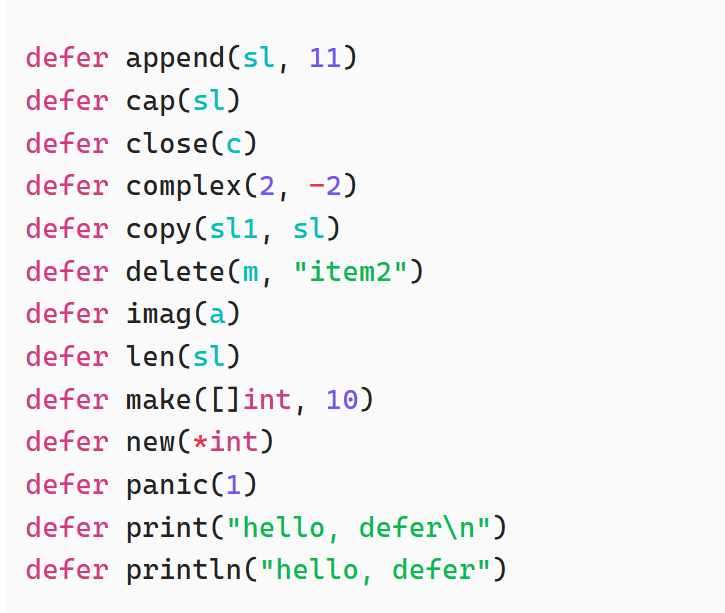 defer append(sl, 11)
defer cap(sl)
defer close(c)
defer complex(2, -2)
defer copy(sl1, sl)
defer delete(m, "item2")
defer imag(a)
defer len(sl)
defer make([]int, 10)
defer new(*int)
defer panic(1)
defer print("hello, defer\n")
defer println("hello, defer")